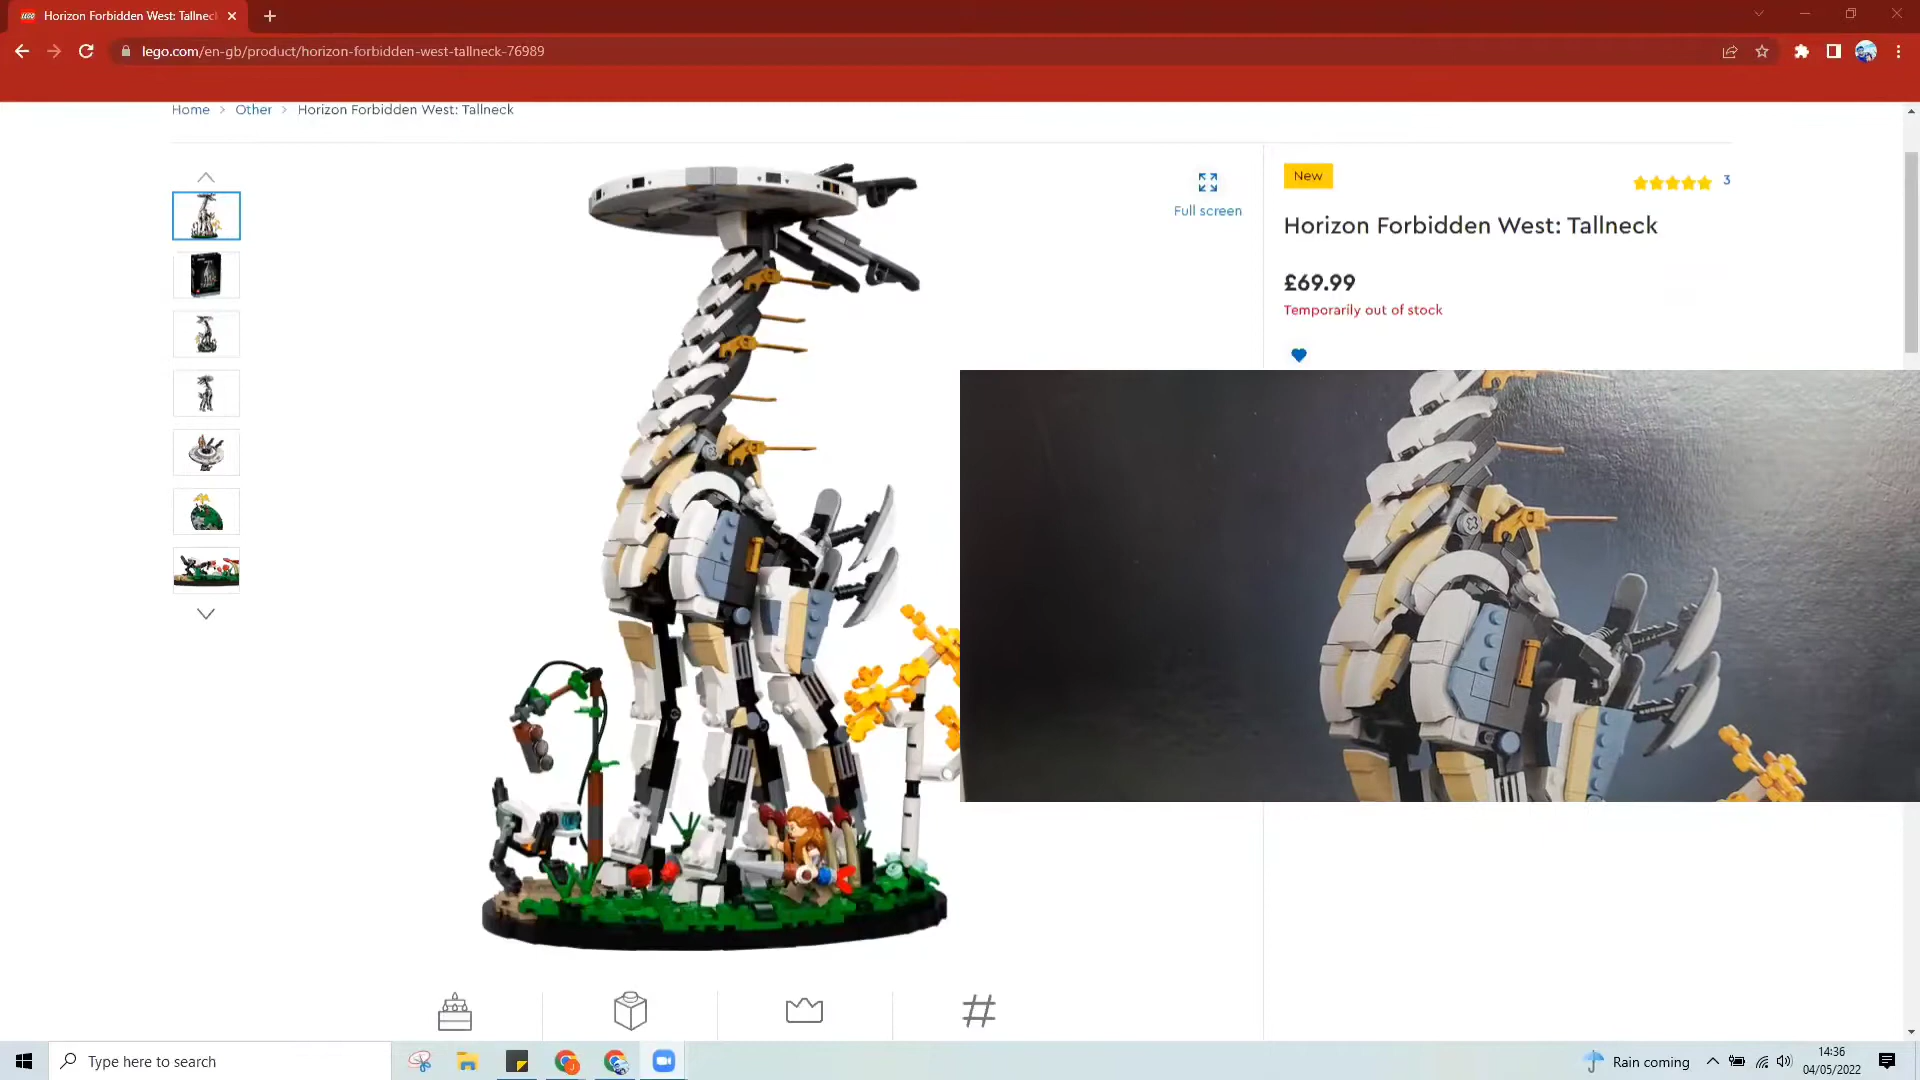 Horizon Forbidden West: Tallnec
lego.com/en-gb/product/horizon-forbidden-west-tallneck-76989
Home > Other > Horizon Forbidden West: Tallneck
Full screen
New
3
Horizon Forbidden West: Tallneck
£69.99
Temporarily out of stock
#
Type here to search
Rain coming
14:36
04/05/2022